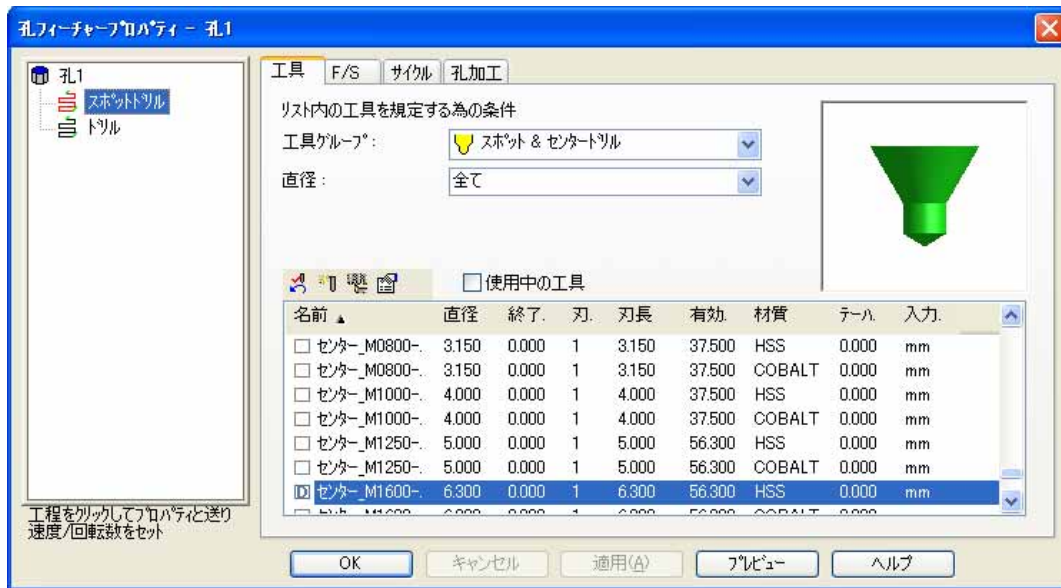 孔フィーチャープロパティ - 孔1
孔1
スポットドリル
ドリル
工程をクリックしてプロパティと送り
速度/回転数をセット
工具 F/S サイクル 孔加工
リスト内の工具を規定する為の条件
工具グループ: スポット & センタードリル
直径: 全て
使用中の工具
名前 直径 終了. 刃. 刃長 有効. 材質 テーハ. 入力.
センター_M0800-. 3.150 0.000 1 3.150 37.500 HSS 0.000 mm
センター_M0800-. 3.150 0.000 1 3.150 37.500 COBALT 0.000 mm
センター_M1000-. 4.000 0.000 1 4.000 37.500 HSS 0.000 mm
センター_M1000-. 4.000 0.000 1 4.000 37.500 COBALT 0.000 mm
センター_M1250-. 5.000 0.000 1 5.000 56.300 HSS 0.000 mm
センター_M1250-. 5.000 0.000 1 5.000 56.300 COBALT 0.000 mm
センター_M1600-. 6.300 0.000 1 6.300 56.300 HSS 0.000 mm
OK キャンセル 適用(A) プレビュー ヘルプ